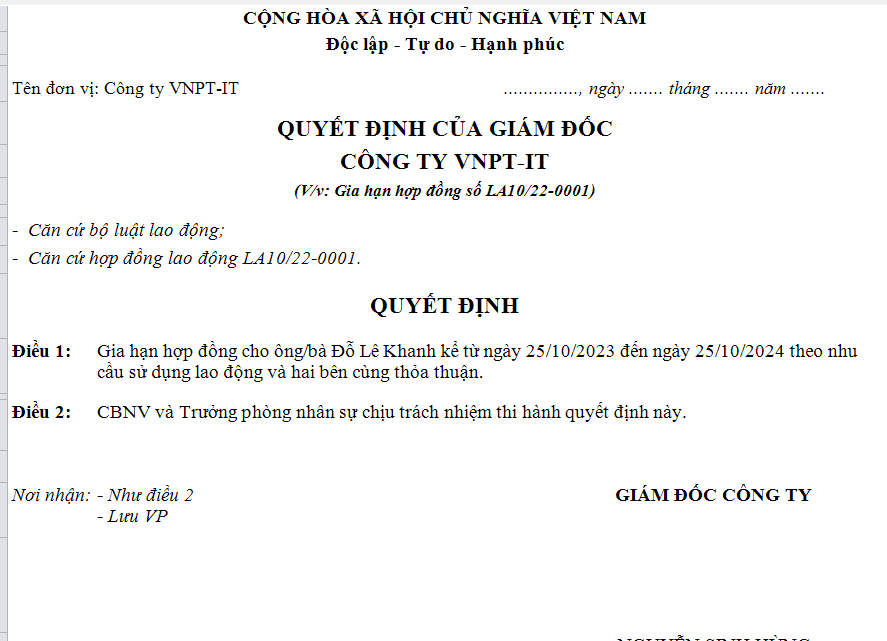 CỘNG HÒA XÃ HỘI CHỦ NGHĨA VIỆT NAM
Độc lập - Tự do - Hạnh phúc
Tên đơn vị: Công ty VNPT-IT ..............., ngày ....... tháng ....... năm .......
QUYẾT ĐỊNH CỦA GIÁM ĐỐC
CÔNG TY VNPT-IT
(V/v: Gia hạn hợp đồng số LA10/22-0001)
- Căn cứ bộ luật lao động;
- Căn cứ hợp đồng lao động LA10/22-0001.
QUYẾT ĐỊNH
Điều 1: Gia hạn hợp đồng cho ông/bà Đỗ Lê Khanh kể từ ngày 25/10/2023 đến ngày 25/10/2024 theo nhu
cầu sử dụng lao động và hai bên cùng thỏa thuận.
Điều 2: CBNV và Trưởng phòng nhân sự chịu trách nhiệm thi hành quyết định này.
Nơi nhận: - Như điều 2 GIÁM ĐỐC CÔNG TY
- Lưu VP